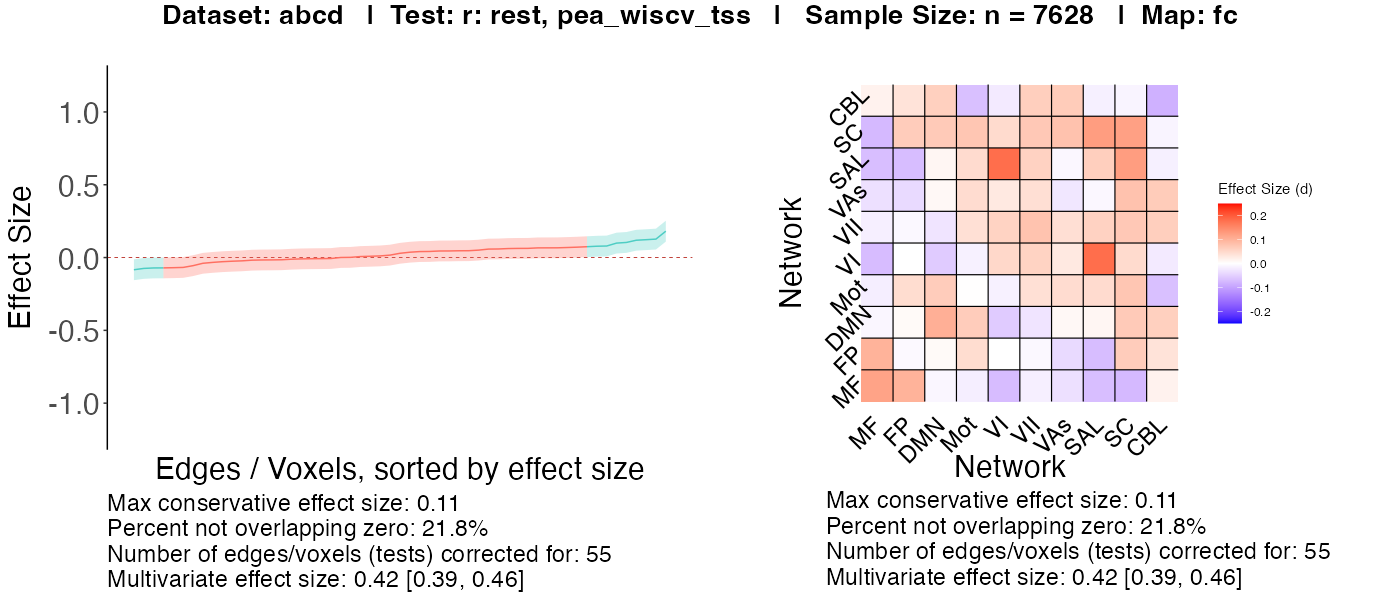 Dataset: abcd | Test: r: rest, pea_wiscv_tss | Sample Size: n = 7628 | Map: fc
Effect Size
1.0
0.5
0.0
-0.5
-1.0
Edges / Voxels, sorted by effect size
Max conservative effect size: 0.11
Percent not overlapping zero: 21.8%
Number of edges/voxels (tests) corrected for: 55
Multivariate effect size: 0.42 [0.39, 0.46]
Network
CBL
SC
SAL
VAs
VII
VI
Mot
DMN
FP
MF
MF FP DMN Mot VI VII VAs SAL SC CBL
Network
Effect Size (d)
0.2
0.1
0.0
-0.1
-0.2
Max conservative effect size: 0.11
Percent not overlapping zero: 21.8%
Number of edges/voxels (tests) corrected for: 55
Multivariate effect size: 0.42 [0.39, 0.46]